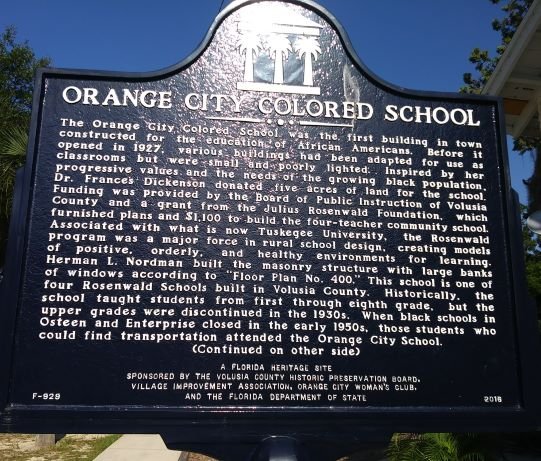 ORANGE CITY COLORED SCHOOL
The Orange City Colored School was the first building in town
constructed for the education of African Americans. Before it
opened in 1927, various buildings had been adapted for use as
classrooms but were small and poorly lighted. Inspired by her
progressive values and the needs of the growing black population,
Dr. Frances Dickenson donated five acres of land for the school.
Funding was provided by the Board of Public Instruction of Volusia
County and a grant from the Julius Rosenwald Foundation, which
furnished plans and $1,100 to build the four-teacher community school.
Associated with what is now Tuskegee University, the Rosenwald
program was a major force in rural school design, creating models
of positive, orderly, and healthy environments for learning.
Herman L. Nordman built the masonry structure with large banks
of windows according to "Floor Plan No. 400." This school is one of
four Rosenwald Schools built in Volusia County. Historically, the
school taught students from first through eighth grade, but the
upper grades were discontinued in the 1930s. When black schools in
Osteen and Enterprise closed in the early 1950s, those students who
could find transportation attended the Orange City School.
(Continued on other side)
A FLORIDA HERITAGE SITE
SPONSORED BY THE VOLUSIA COUNTY HISTORIC PRESERVATION BOARD,
VILLAGE IMPROVEMENT ASSOCIATION, ORANGE CITY WOMAN'S CLUB,
AND THE FLORIDA DEPARTMENT OF STATE
F-929
2016